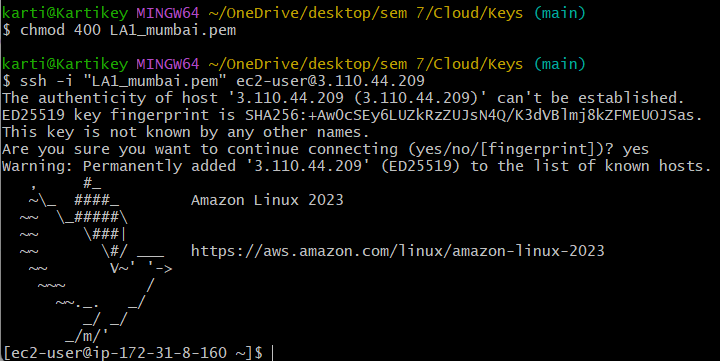 karti@Kartikey MINGW64 ~/OneDrive/desktop/sem 7/Cloud/Keys (main)
$ chmod 400 LA1_mumbai.pem

karti@Kartikey MINGW64 ~/OneDrive/desktop/sem 7/Cloud/Keys (main)
$ ssh -i "LA1_mumbai.pem" ec2-user@3.110.44.209
The authenticity of host '3.110.44.209 (3.110.44.209)' can't be established.
ED25519 key fingerprint is SHA256:+AwOcSEy6LUZkRzZUJsN4Q/K3dVBlmj8kZFMEUOJSas.
This key is not known by any other names.
Are you sure you want to continue connecting (yes/no/[fingerprint])? yes
Warning: Permanently added '3.110.44.209' (ED25519) to the list of known hosts.
   ,     #_
   ~\_  ####_        Amazon Linux 2023
  ~~  \_#####\
  ~~     \###|
  ~~       \#/ ___   https://aws.amazon.com/linux/amazon-linux-2023
   ~~       V~' '->
    ~~~         /
      ~~._.   _/
         _/ _/
       _/m/'
[ec2-user@ip-172-31-8-160 ~]$